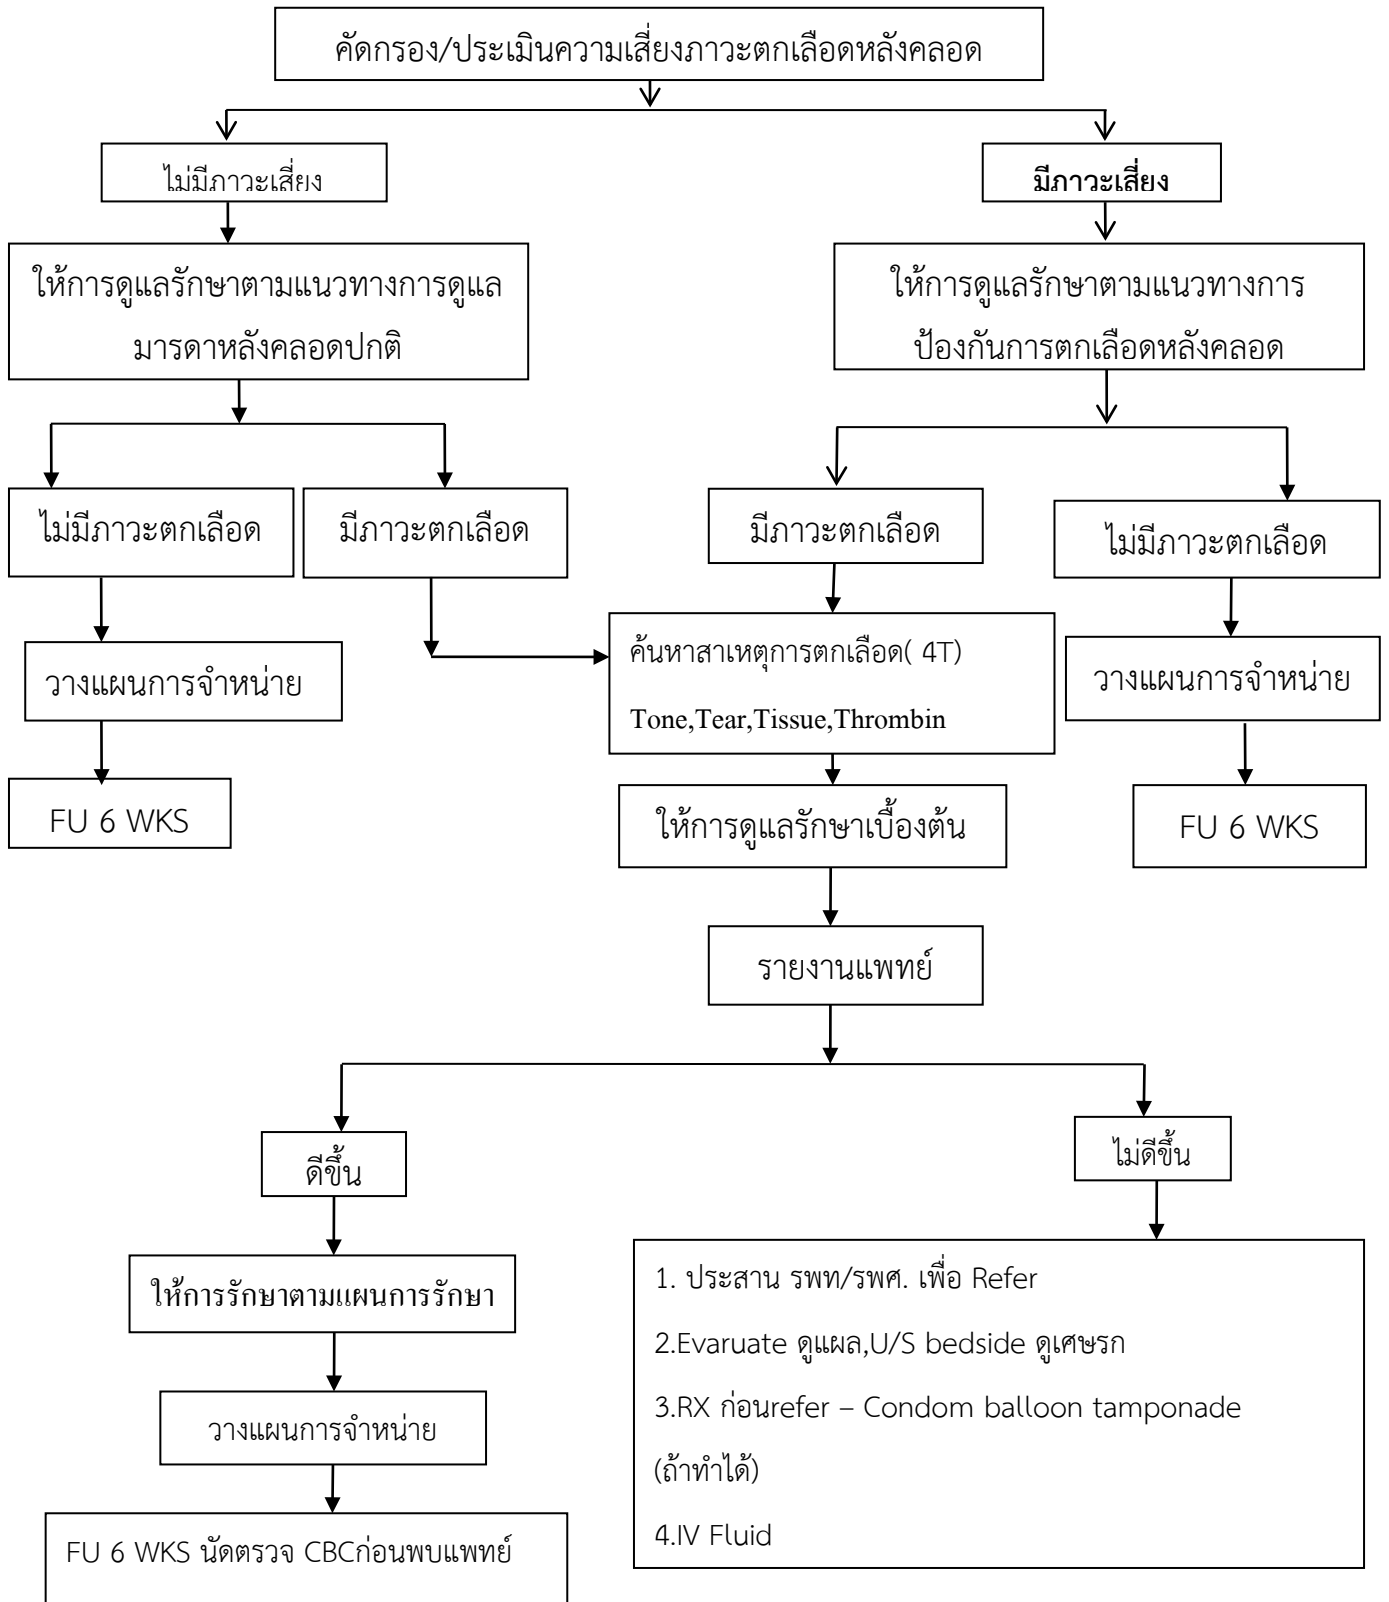 คัดกรอง/ประเมินความเสี่ยงภาวะตกเลือดหลังคลอด
ไม่มีภาวะเสี่ยง
มีภาวะเสี่ยง
ให้การดูแลรักษาตามแนวทางการดูแล
มารดาหลังคลอดปกติ
ให้การดูแลรักษาตามแนวทางการ
ป้องกันการตกเลือดหลังคลอด
ไม่มีภาวะตกเลือด
มีภาวะตกเลือด
มีภาวะตกเลือด
ไม่มีภาวะตกเลือด
ค้นหาสาเหตุการตกเลือด( 4T)
Tone,Tear,Tissue,Thrombin
วางแผนการจำหน่าย
วางแผนการจำหน่าย
FU 6 WKS
ให้การดูแลรักษาเบื้องต้น
FU 6 WKS
รายงานแพทย์
ดีขึ้น
ไม่ดีขึ้น
ให้การรักษาตามแผนการรักษา
วางแผนการจำหน่าย
FU 6 WKS นัดตรวจ CBCก่อนพบแพทย์
1. ประสาน รพท/รพศ. เพื่อ Refer
2.Evaruate ดูแผล,U/S bedside ดูเศษรก
3.RX ก่อนrefer – Condom balloon tamponade
(ถ้าทำได้)
4.IV Fluid